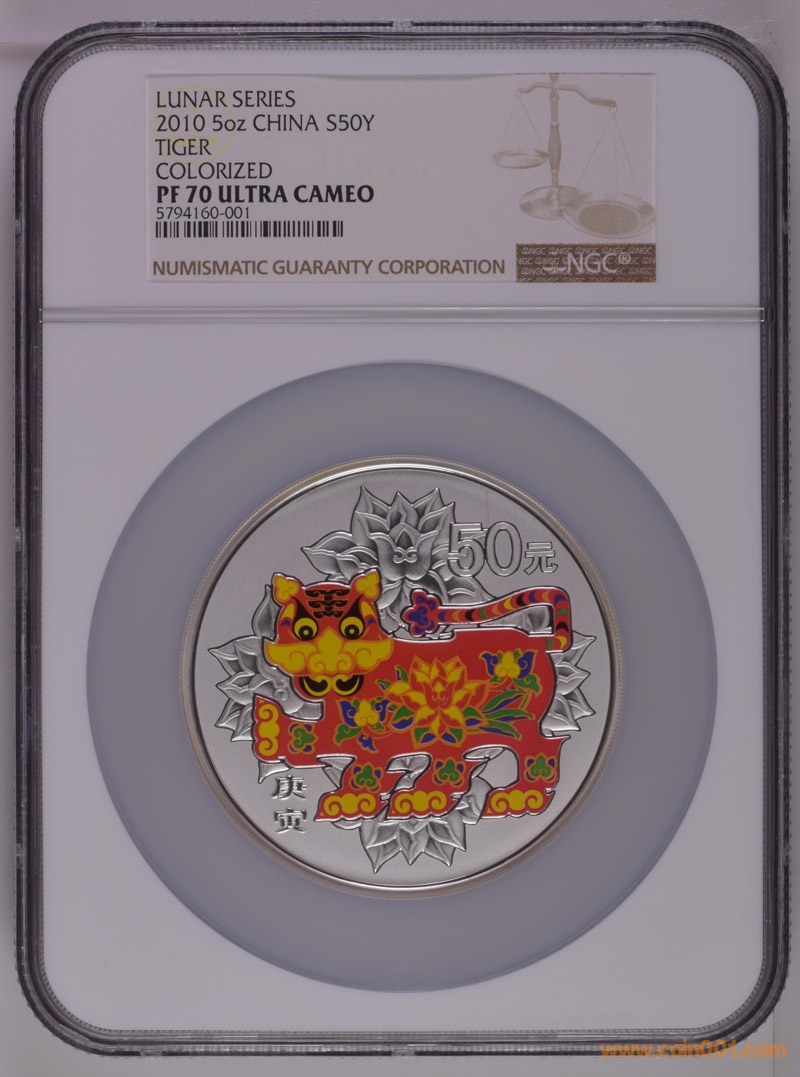 LUNAR SERIES
2010 5oz CHINA S50Y
TIGER
COLORIZED
PF 70 ULTRA CAMEO
5794160-001
NUMISMATIC GUARANTY CORPORATION
NGC®
50元
庚
寅
www.coin001.com